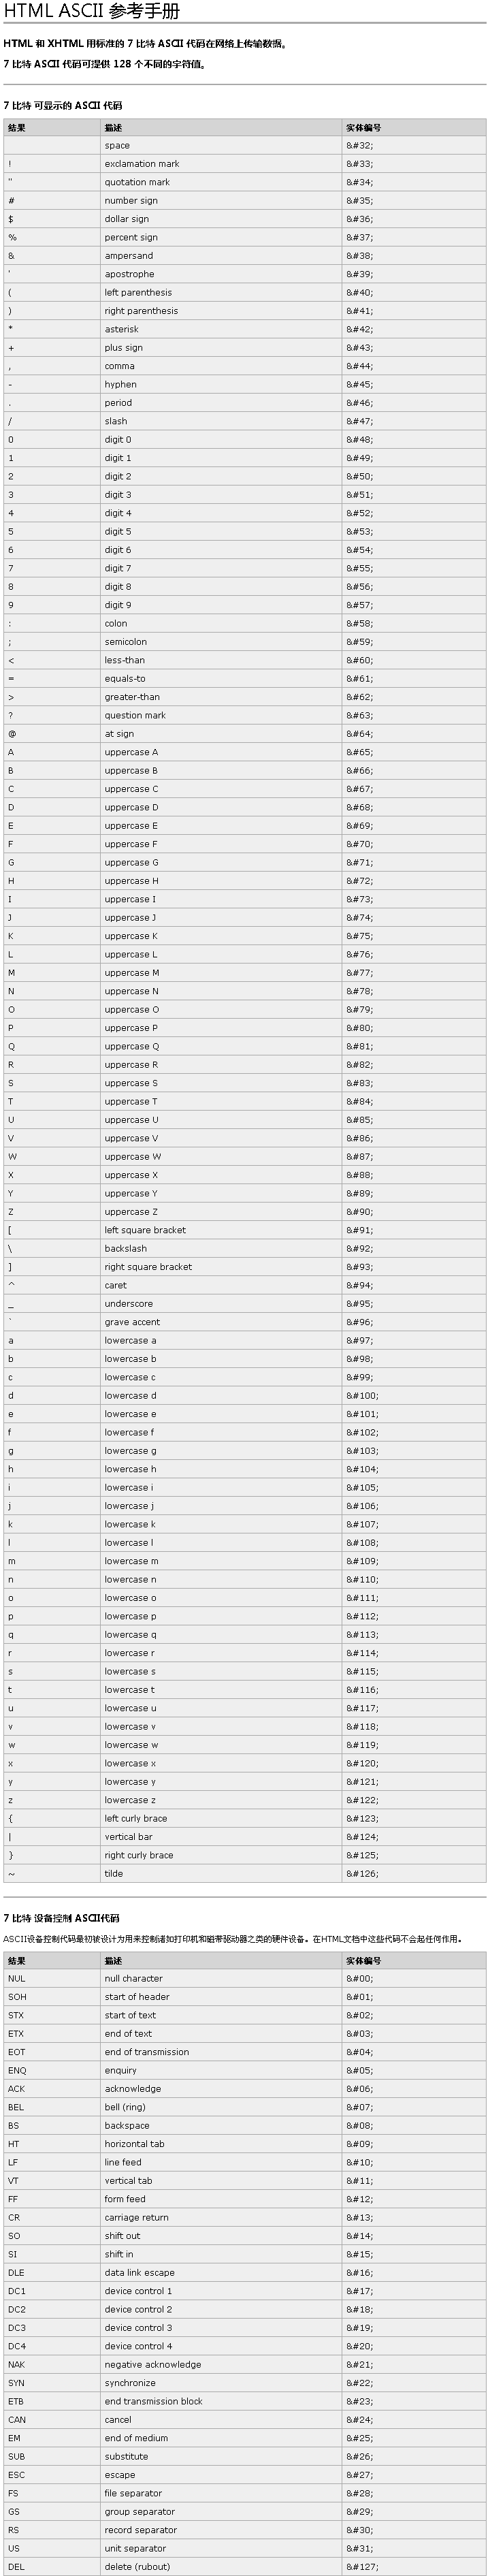 HTML ASCII 参考手册
HTML 和 XHTML 用标准的 7 比特 ASCII 代码在网络上传输数据。
7 比特 ASCII 代码可提供 128 个不同的字符值。
7 比特 可显示的 ASCII 代码
结果 描述 实体编号
space &#32;
! exclamation mark &#33;
" quotation mark &#34;
# number sign &#35;
$ dollar sign &#36;
% percent sign &#37;
& ampersand &#38;
' apostrophe &#39;
( left parenthesis &#40;
) right parenthesis &#41;
* asterisk &#42;
+ plus sign &#43;
, comma &#44;
- hyphen &#45;
. period &#46;
/ slash &#47;
0 digit 0 &#48;
1 digit 1 &#49;
2 digit 2 &#50;
3 digit 3 &#51;
4 digit 4 &#52;
5 digit 5 &#53;
6 digit 6 &#54;
7 digit 7 &#55;
8 digit 8 &#56;
9 digit 9 &#57;
: colon &#58;
; semicolon &#59;
< less-than &#60;
= equals-to &#61;
> greater-than &#62;
? question mark &#63;
@ at sign &#64;
A uppercase A &#65;
B uppercase B &#66;
C uppercase C &#67;
D uppercase D &#68;
E uppercase E &#69;
F uppercase F &#70;
G uppercase G &#71;
H uppercase H &#72;
I uppercase I &#73;
J uppercase J &#74;
K uppercase K &#75;
L uppercase L &#76;
M uppercase M &#77;
N uppercase N &#78;
O uppercase O &#79;
P uppercase P &#80;
Q uppercase Q &#81;
R uppercase R &#82;
S uppercase S &#83;
T uppercase T &#84;
U uppercase U &#85;
V uppercase V &#86;
W uppercase W &#87;
X uppercase X &#88;
Y uppercase Y &#89;
Z uppercase Z &#90;
[ left square bracket &#91;
\ backslash &#92;
] right square bracket &#93;
^ caret &#94;
_ underscore &#95;
` grave accent &#96;
a lowercase a &#97;
b lowercase b &#98;
c lowercase c &#99;
d lowercase d &#100;
e lowercase e &#101;
f lowercase f &#102;
g lowercase g &#103;
h lowercase h &#104;
i lowercase i &#105;
j lowercase j &#106;
k lowercase k &#107;
l lowercase l &#108;
m lowercase m &#109;
n lowercase n &#110;
o lowercase o &#111;
p lowercase p &#112;
q lowercase q &#113;
r lowercase r &#114;
s lowercase s &#115;
t lowercase t &#116;
u lowercase u &#117;
v lowercase v &#118;
w lowercase w &#119;
x lowercase x &#120;
y lowercase y &#121;
z lowercase z &#122;
{ left curly brace &#123;
| vertical bar &#124;
} right curly brace &#125;
~ tilde &#126;
7 比特 设备控制 ASCII代码
ASCII设备控制代码最初被设计为用来控制诸如打印机和磁带驱动器之类的硬件设备。在HTML文档中这些代码不会起任何作用。
结果 描述 实体编号
NUL null character &#00;
SOH start of header &#01;
STX start of text &#02;
ETX end of text &#03;
EOT end of transmission &#04;
ENQ enquiry &#05;
ACK acknowledge &#06;
BEL bell (ring) &#07;
BS backspace &#08;
HT horizontal tab &#09;
LF line feed &#10;
VT vertical tab &#11;
FF form feed &#12;
CR carriage return &#13;
SO shift out &#14;
SI shift in &#15;
DLE data link escape &#16;
DC1 device control 1 &#17;
DC2 device control 2 &#18;
DC3 device control 3 &#19;
DC4 device control 4 &#20;
NAK negative acknowledge &#21;
SYN synchronize &#22;
ETB end transmission block &#23;
CAN cancel &#24;
EM end of medium &#25;
SUB substitute &#26;
ESC escape &#27;
FS file separator &#28;
GS group separator &#29;
RS record separator &#30;
US unit separator &#31;
DEL delete (rubout) &#127;